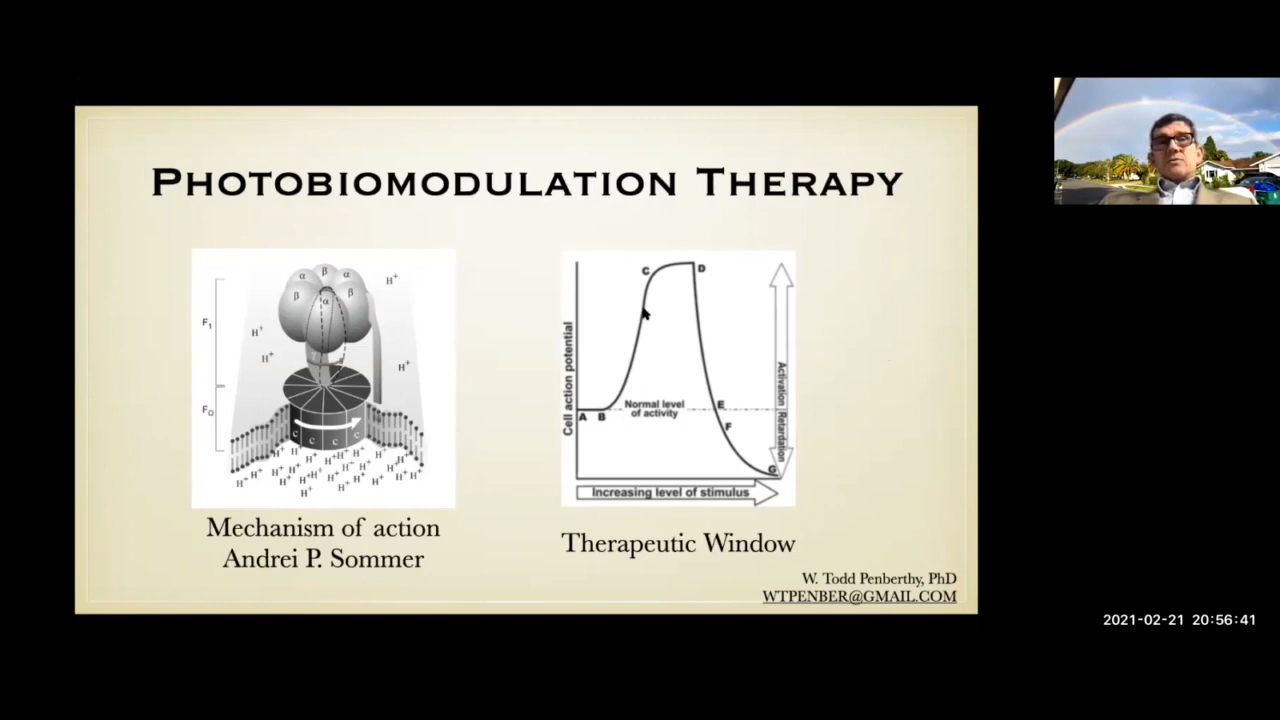 PHOTOBIOMODULATION THERAPY
α β α
β α β
γ
F₁
F₀
c c c c
H⁺
H⁺
H⁺
H⁺
H⁺ H⁺ H⁺ H⁺ H⁺ H⁺
Cell action potential
A B C D E F G
Normal level
of activity
Activation Retardation
Increasing level of stimulus
Mechanism of action
Andrei P. Sommer
Therapeutic Window
W. Todd Penberthy, PhD
WTPENBER@GMAIL.COM
2021-02-21 20:56:41